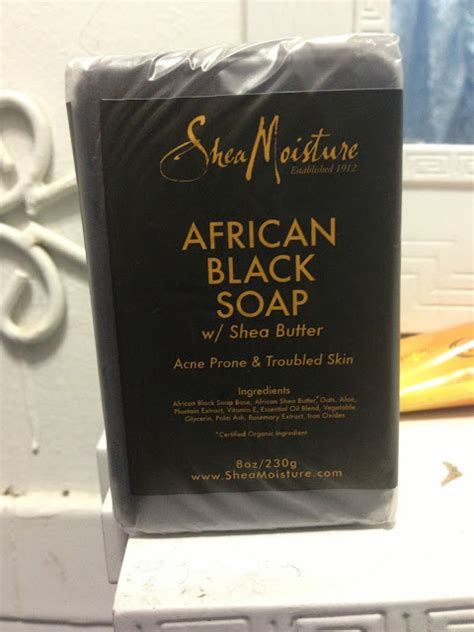 Shea Moisture
Established 1912
AFRICAN
BLACK
SOAP
w/ Shea Butter
Acne Prone & Troubled Skin
Ingredients
African Black Soap Base, African Shea Butter,* Oats, Aloe,
Plantain Extract, Vitamin E, Essential Oil Blend, Vegetable
Glycerin, Palm Ash, Rosemary Extract, Iron Oxides
*Certified Organic Ingredient
8oz/230g
www.SheaMoisture.com